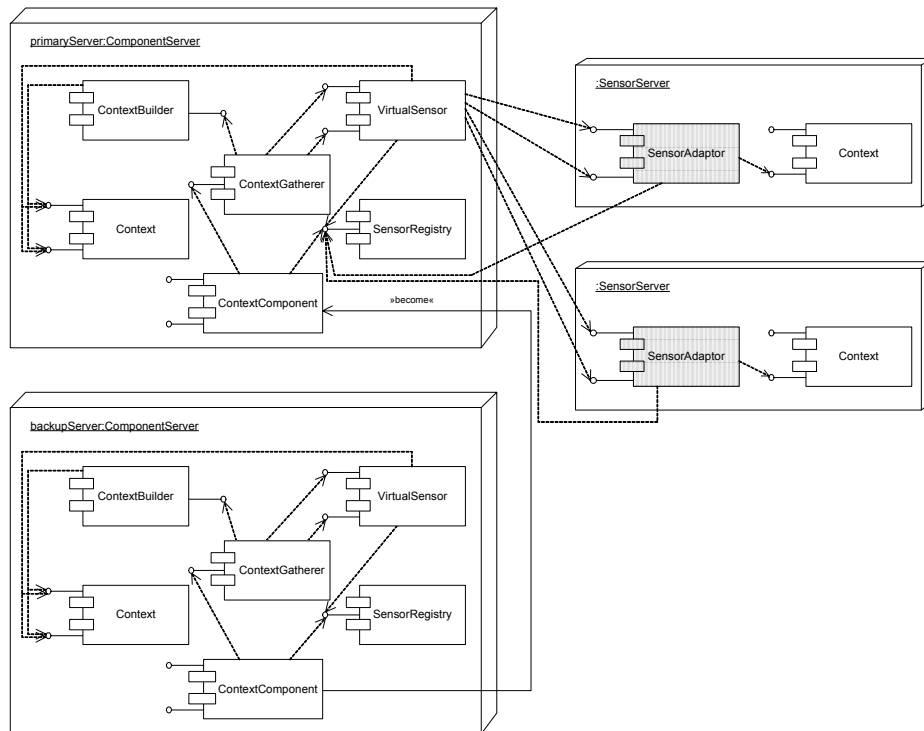 primaryServer:ComponentServer
ContextBuilder
VirtualSensor
ContextGatherer
Context
SensorRegistry
ContextComponent
:SensorServer
SensorAdaptor
Context
:SensorServer
SensorAdaptor
Context
»become«
backupServer:ComponentServer
ContextBuilder
VirtualSensor
ContextGatherer
Context
SensorRegistry
ContextComponent